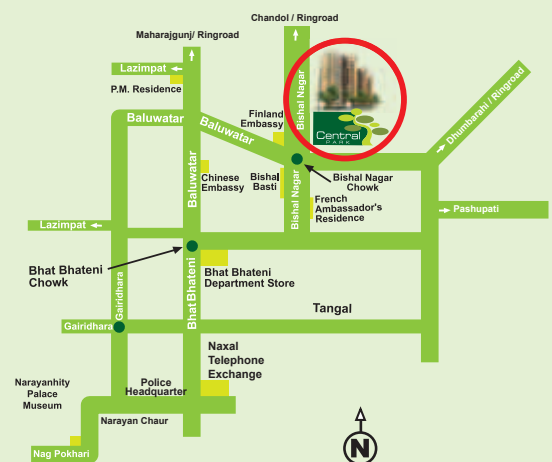 Chandol / Ringroad
Maharajgunj/ Ringroad
Lazimpat
P.M. Residence
Bishal Nagar
Dhumbarahi / Ringroad
Finland
Embassy
Central
PARK
Baluwatar
Baluwatar
Baluwatar
Chinese
Embassy
Bishal
Basti
Bishal Nagar
Bishal Nagar
Chowk
French
Ambassador's
Residence
Pashupati
Lazimpat
Bhat Bhateni
Chowk
Bhat Bhateni
Department Store
Gairidhara
Bhat Bhateni
Tangal
Gairidhara
Naxal
Telephone
Exchange
Narayanhity
Palace
Museum
Police
Headquarter
Narayan Chaur
Nag Pokhari
N